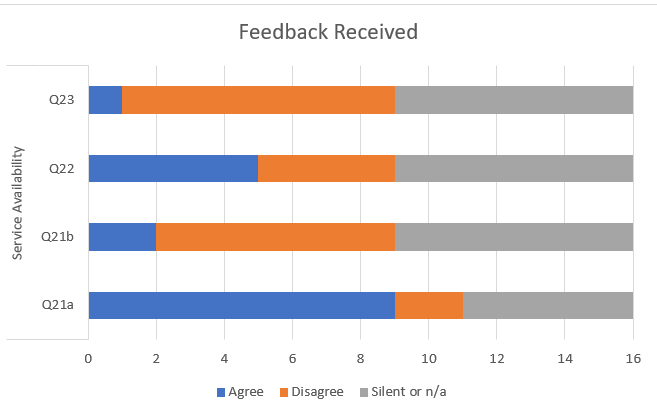 Feedback Received
Service Availability
Q23
Q22
Q21b
Q21a
0 2 4 6 8 10 12 14 16
Agree Disagree Silent or n/a